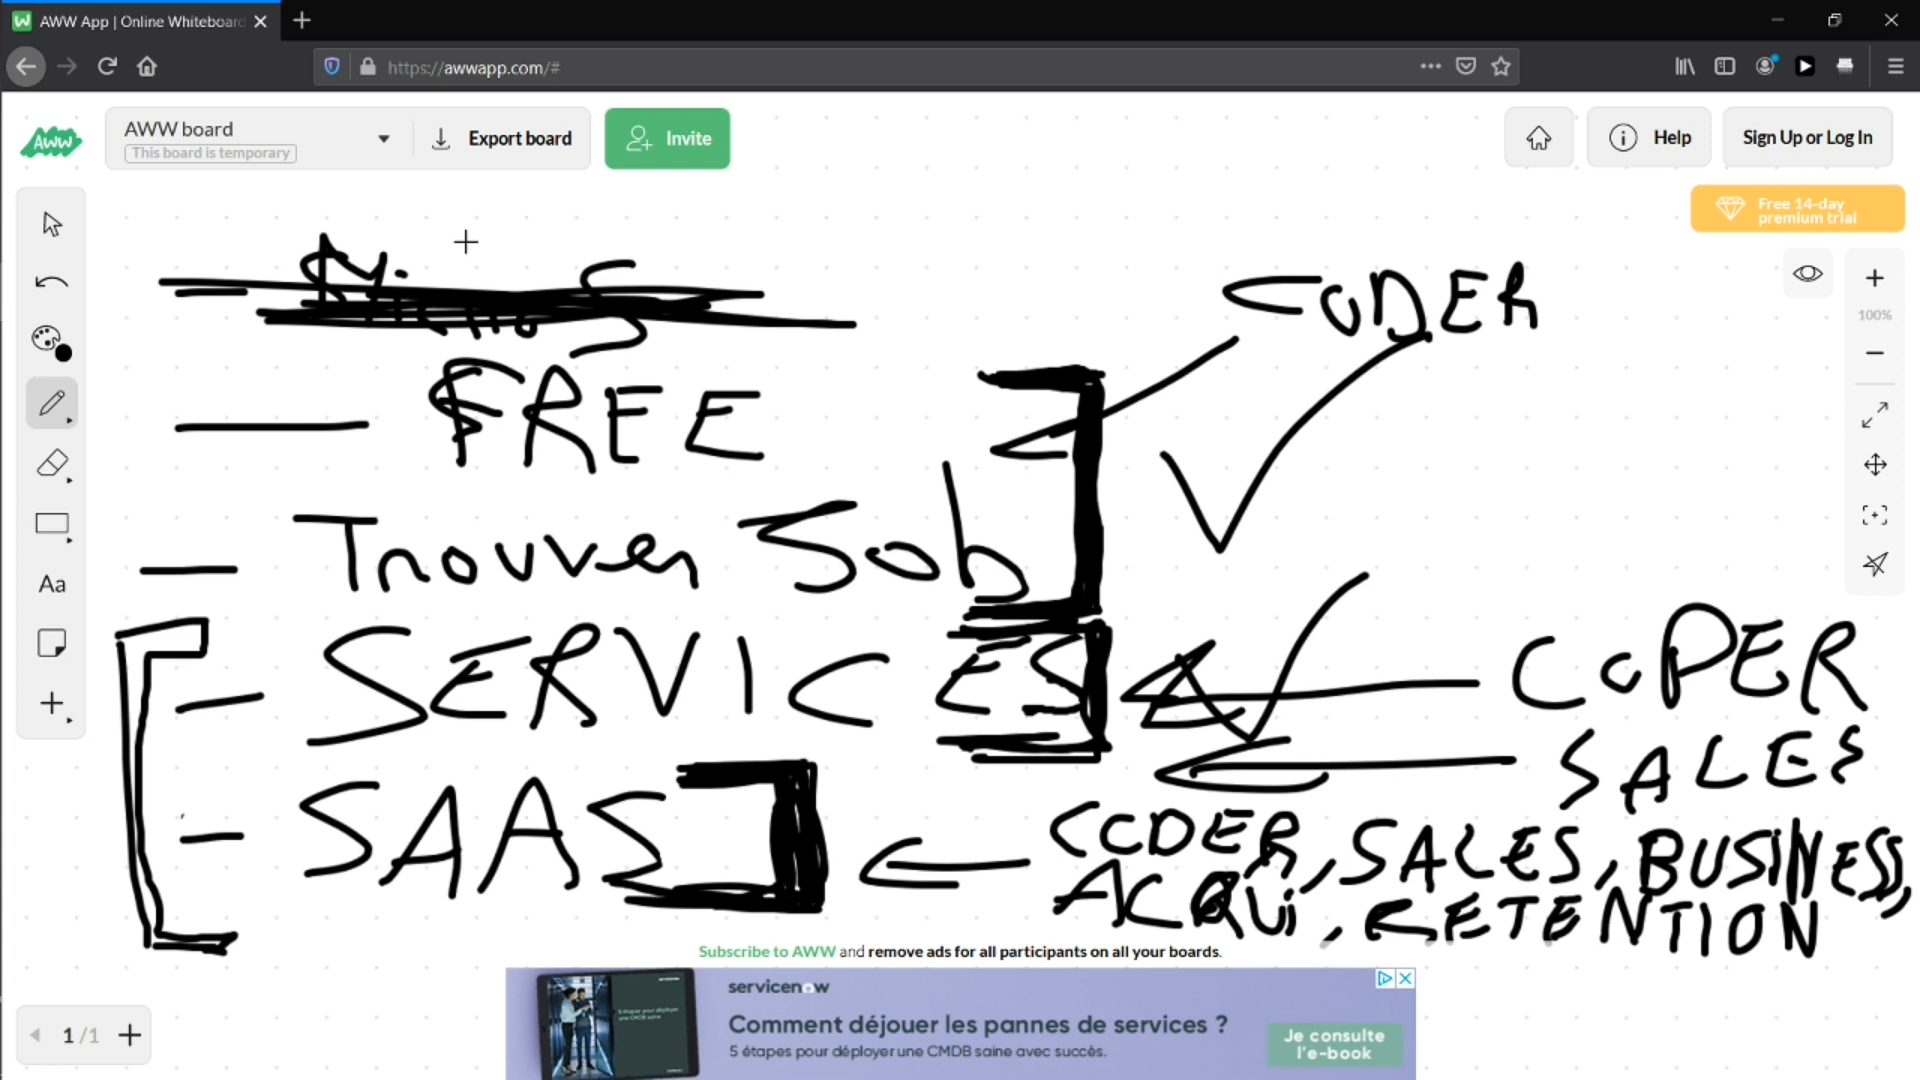 AWW App | Online Whiteboard
https://awwapp.com/#
AWW
AWW board
This board is temporary
Export board
Invite
Help
Sign Up or Log In
Free 14-day
premium trial
100%
CODER
FREE
Trouver Job
SERVICES
CODER
SALES
SAAS
CODER, SALES, BUSINESS,
ACQUI, RETENTION
Aa
Subscribe to AWW and remove ads for all participants on all your boards.
servicenow
Comment déjouer les pannes de services ?
5 étapes pour déployer une CMDB saine avec succès.
Je consulte
l'e-book
1 /1